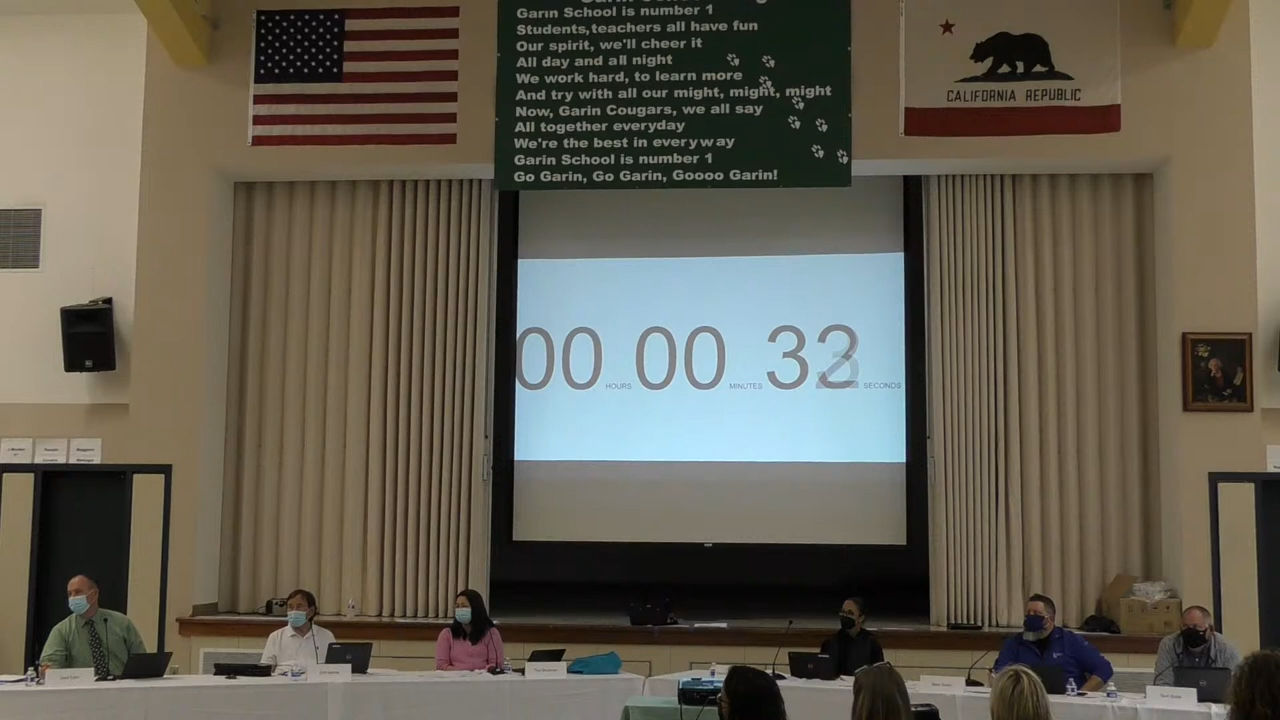 Garin School is number 1
Students,teachers all have fun
Our spirit, we'll cheer it
All day and all night
We work hard, to learn more
And try with all our might, might, might
Now, Garin Cougars, we all say
All together everyday
We're the best in everyway
Garin School is number 1
Go Garin, Go Garin, Goooo Garin!
CALIFORNIA REPUBLIC
00 HOURS 00 MINUTES 32 SECONDS